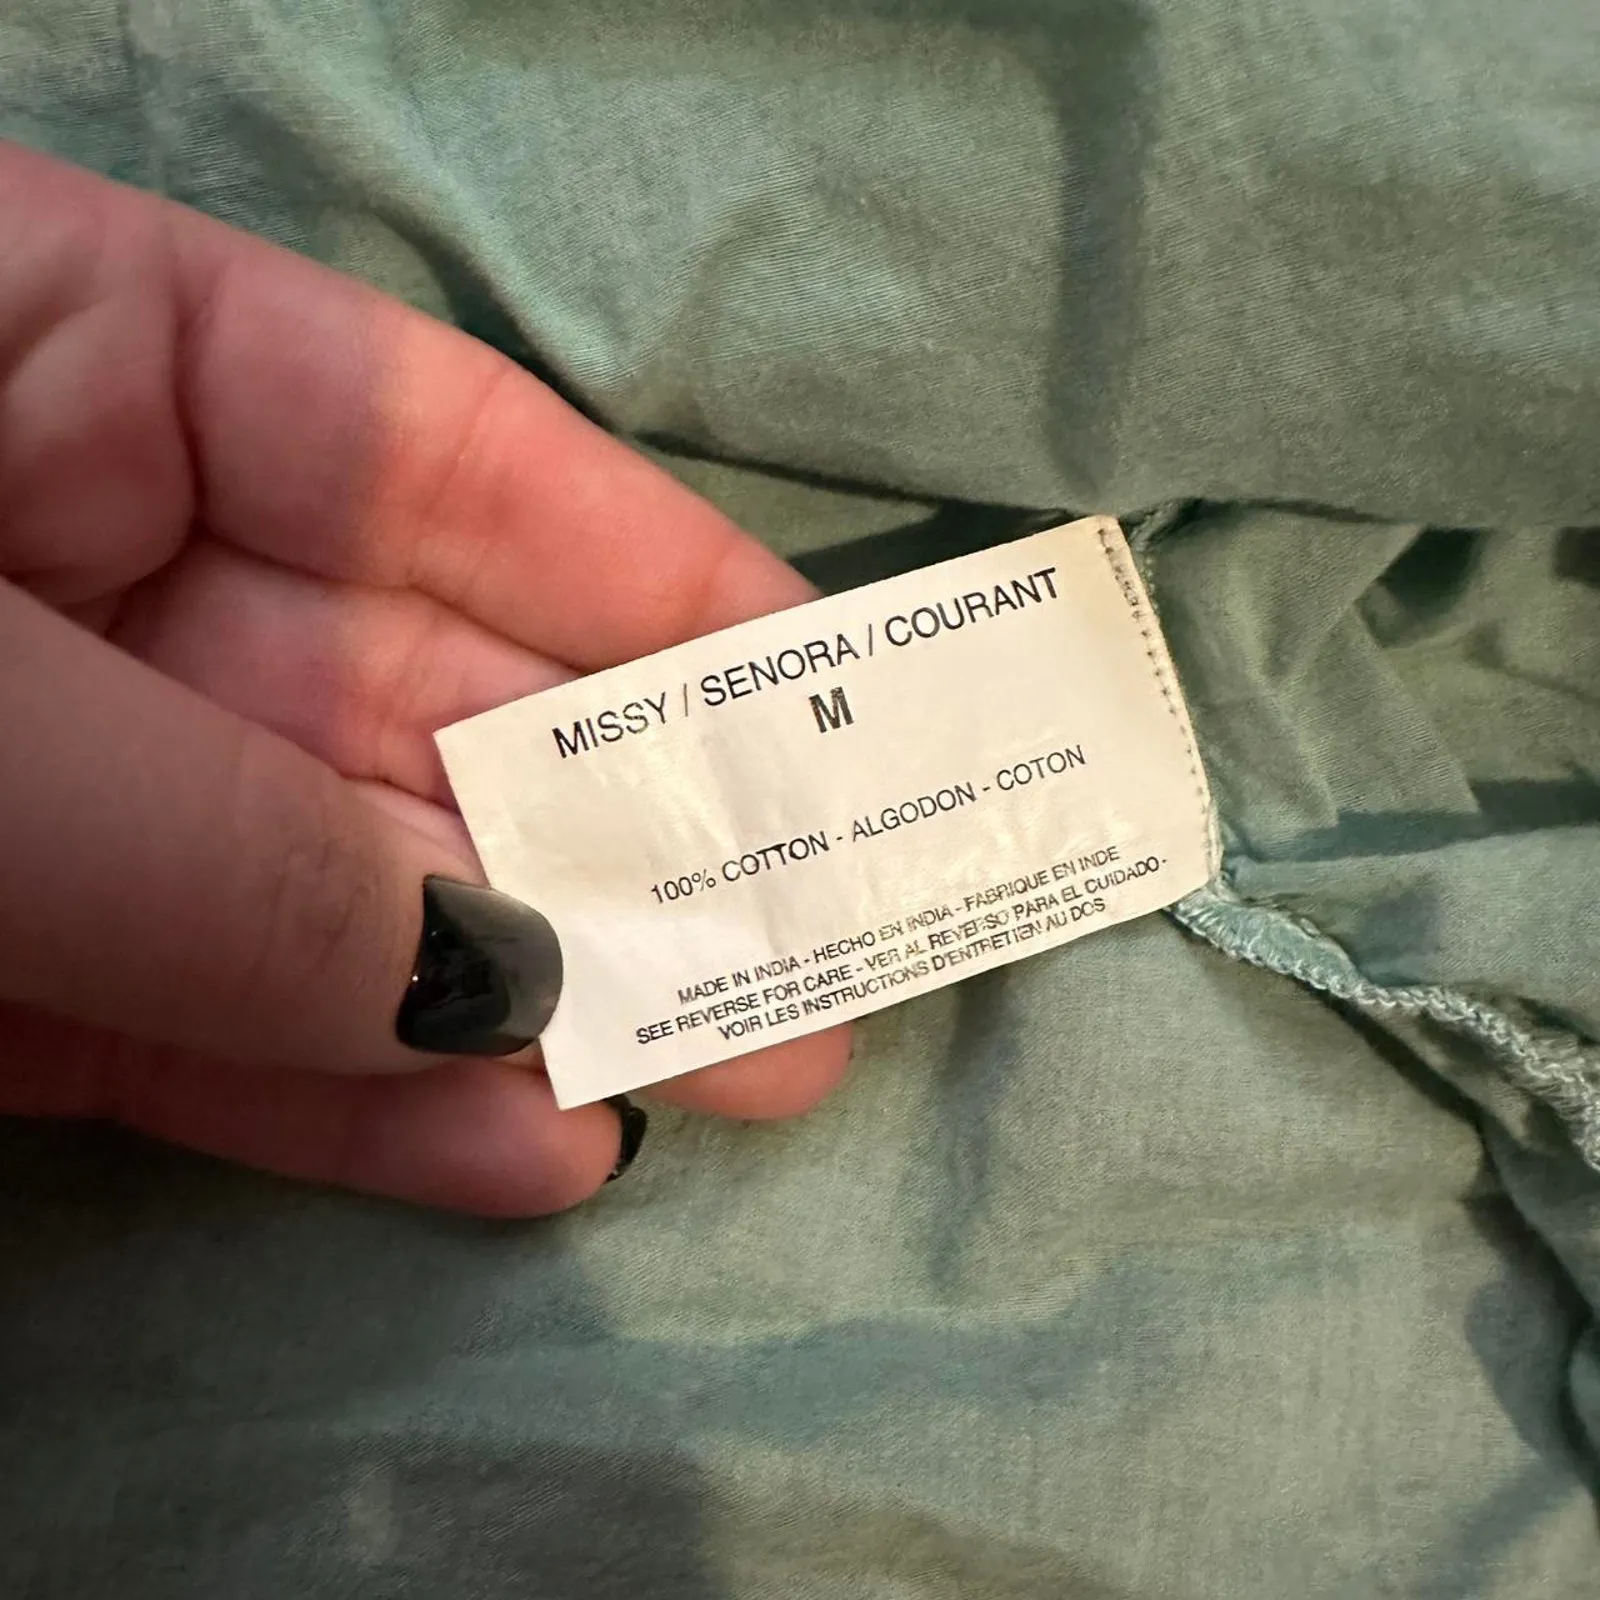 MISSY / SENORA / COURANT
M
100% COTTON - ALGODON - COTON
MADE IN INDIA - HECHO EN INDIA - FABRIQUE EN INDE
SEE REVERSE FOR CARE - VER AL REVERSO PARA EL CUIDADO -
VOIR LES INSTRUCTIONS D'ENTRETIEN AU DOS